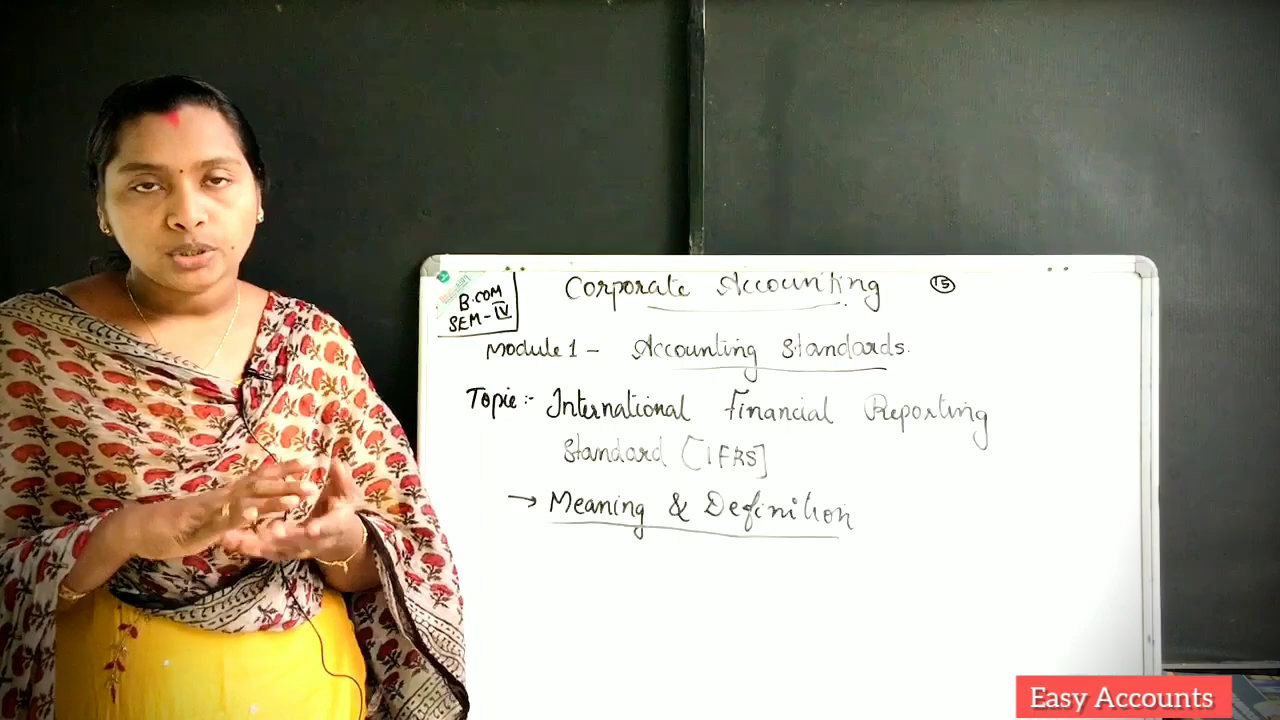 B.COM
SEM-IV
Corporate Accounting 15
Module 1 - Accounting Standards.
Topic:- International Financial Reporting
Standard [IFRS]
→ Meaning & Definition
Easy Accounts